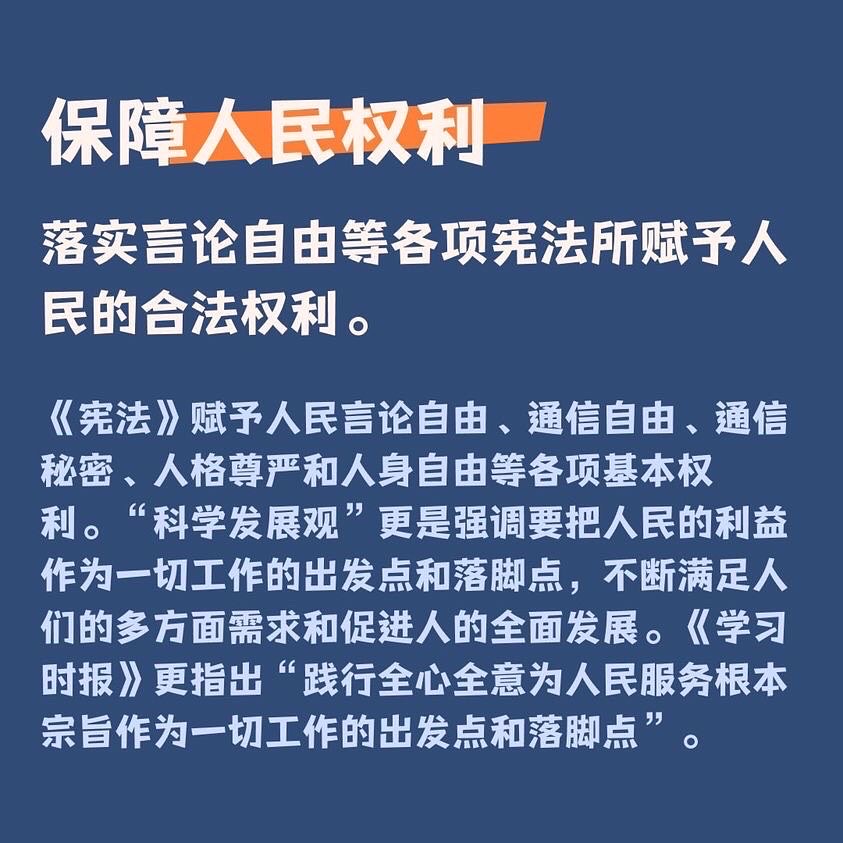 保障人民权利
落实言论自由等各项宪法所赋予人
民的合法权利。
《宪法》赋予人民言论自由、通信自由、通信
秘密、人格尊严和人身自由等各项基本权
利。“科学发展观”更是强调要把人民的利益
作为一切工作的出发点和落脚点，不断满足人
们的多方面需求和促进人的全面发展。《学习
时报》更指出“践行全心全意为人民服务根本
宗旨作为一切工作的出发点和落脚点”。